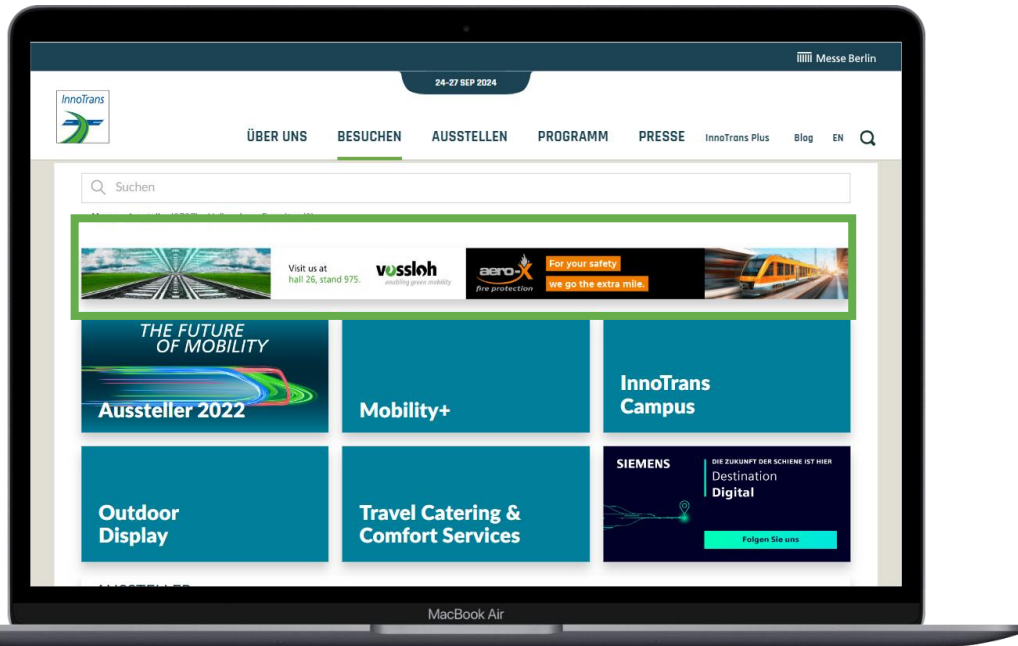 Messe Berlin
24-27 SEP 2024
InnoTrans
ÜBER UNS BESUCHEN AUSSTELLEN PROGRAMM PRESSE InnoTrans Plus Blog EN
Suchen
Visit us at
hall 26, stand 975.
vossloh
enabling green mobility
aero-X
fire protection
For your safety
we go the extra mile.
THE FUTURE
OF MOBILITY
Aussteller 2022
Mobility+
InnoTrans
Campus
Outdoor
Display
Travel Catering &
Comfort Services
SIEMENS
DIE ZUKUNFT DER SCHIENE IST HIER
Destination
Digital
Folgen Sie uns
MacBook Air